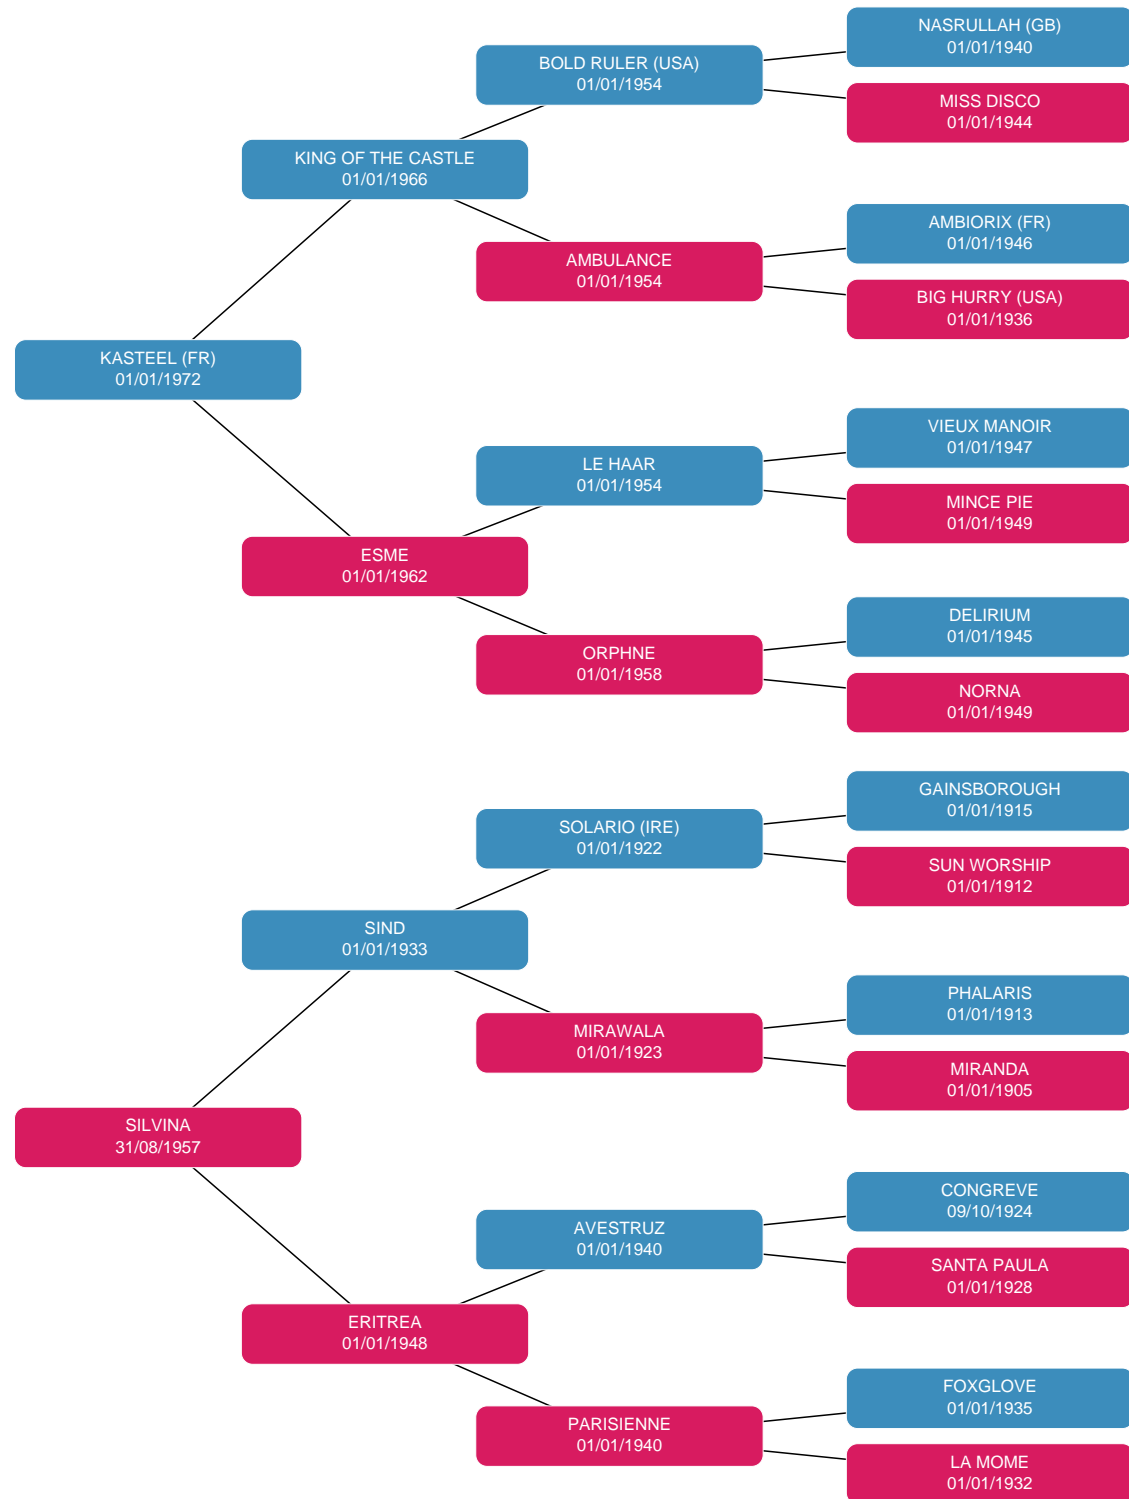 NASRULLAH (GB)
01/01/1940
BOLD RULER (USA)
01/01/1954
MISS DISCO
01/01/1944
KING OF THE CASTLE
01/01/1966
AMBIORIX (FR)
01/01/1946
AMBULANCE
01/01/1954
BIG HURRY (USA)
01/01/1936
KASTEEL (FR)
01/01/1972
VIEUX MANOIR
01/01/1947
LE HAAR
01/01/1954
MINCE PIE
01/01/1949
ESME
01/01/1962
DELIRIUM
01/01/1945
ORPHNE
01/01/1958
NORNA
01/01/1949
GAINSBOROUGH
01/01/1915
SOLARIO (IRE)
01/01/1922
SUN WORSHIP
01/01/1912
SIND
01/01/1933
PHALARIS
01/01/1913
MIRAWALA
01/01/1923
MIRANDA
01/01/1905
SILVINA
31/08/1957
CONGREVE
09/10/1924
AVESTRUZ
01/01/1940
SANTA PAULA
01/01/1928
ERITREA
01/01/1948
FOXGLOVE
01/01/1935
PARISIENNE
01/01/1940
LA MOME
01/01/1932